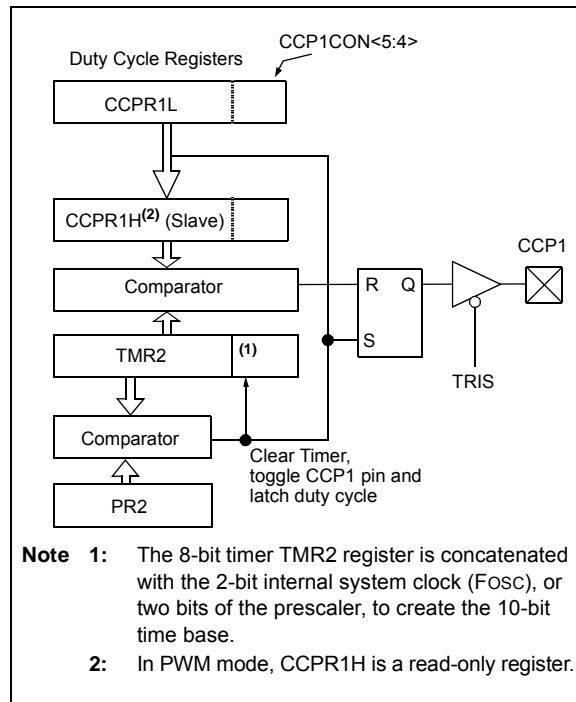 CCP1CON<5:4>
Duty Cycle Registers
CCPR1L
CCPR1H(2) (Slave)
CCP1
Comparator
R Q
TMR2
(1)
S
TRIS
Comparator
Clear Timer,
toggle CCP1 pin and
latch duty cycle
PR2
Note 1: The 8-bit timer TMR2 register is concatenated
with the 2-bit internal system clock (FOSC), or
two bits of the prescaler, to create the 10-bit
time base.
2: In PWM mode, CCPR1H is a read-only register.